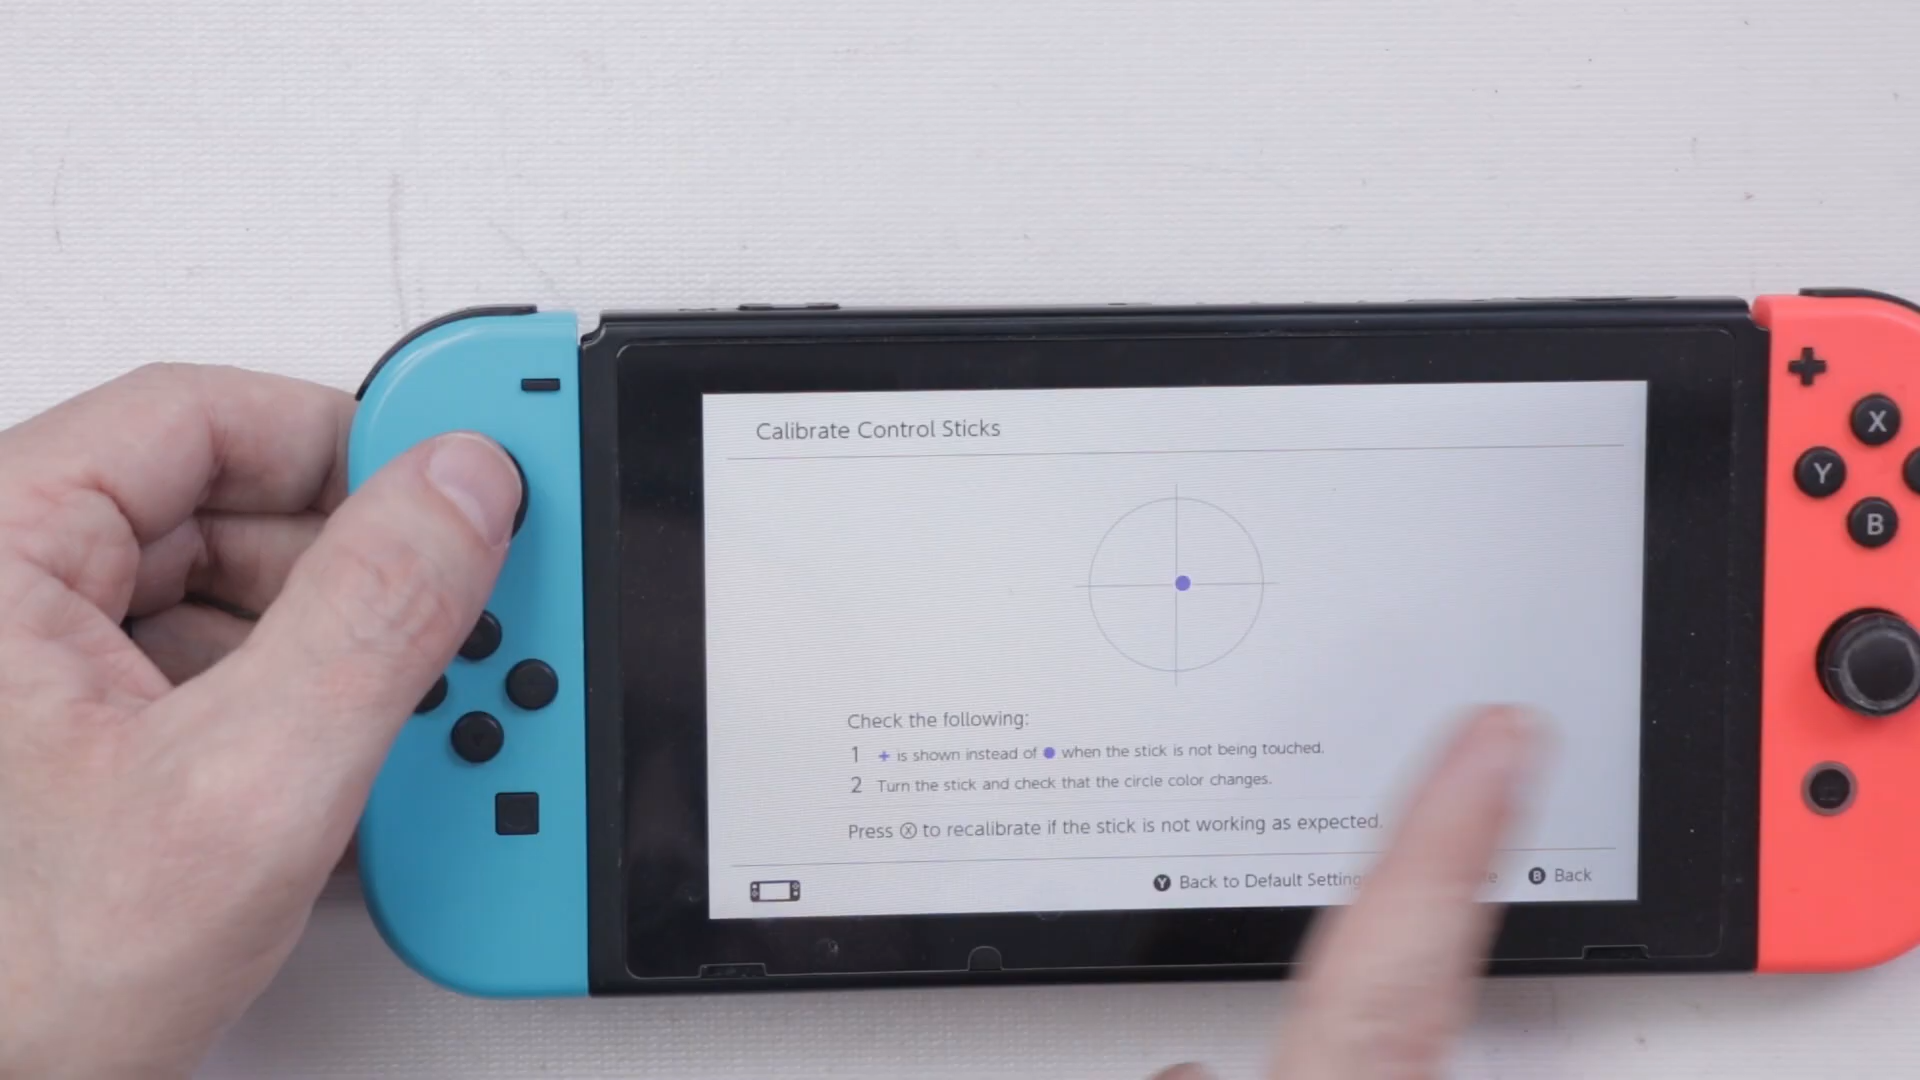 Calibrate Control Sticks
Check the following:
1 + is shown instead of ● when the stick is not being touched.
2 Turn the stick and check that the circle color changes.
Press Ⓧ to recalibrate if the stick is not working as expected.
Y Back to Default Setting
B Back
X
Y
B